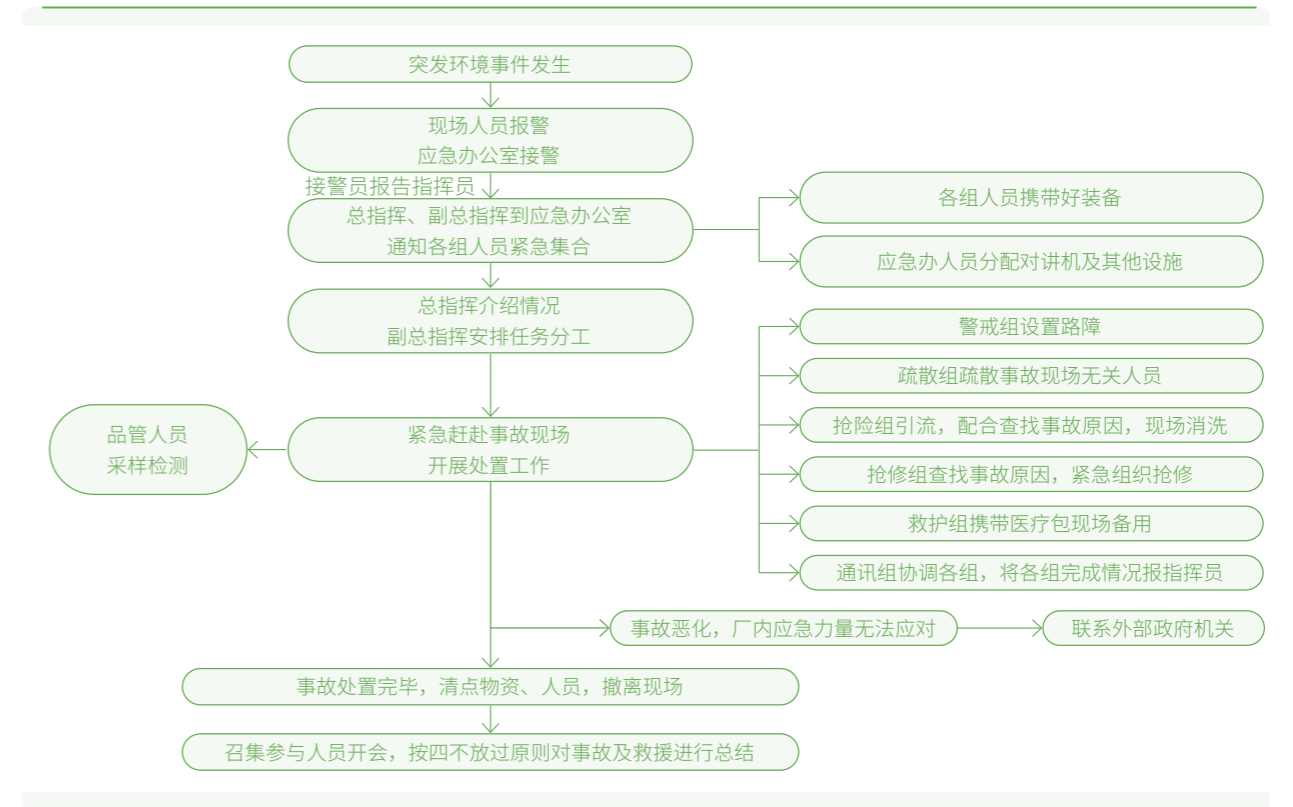 突发环境事件发生
现场人员报警
应急办公室接警
接警员报告指挥员
总指挥、副总指挥到应急办公室
通知各组人员紧急集合
各组人员携带好装备
应急办人员分配对讲机及其他设施
总指挥介绍情况
副总指挥安排任务分工
紧急赶赴事故现场
开展处置工作
品管人员
采样检测
警戒组设置路障
疏散组疏散事故现场无关人员
抢险组引流，配合查找事故原因，现场消洗
抢修组查找事故原因，紧急组织抢修
救护组携带医疗包现场备用
通讯组协调各组，将各组完成情况报指挥员
事故恶化，厂内应急力量无法应对
联系外部政府机关
事故处置完毕，清点物资、人员，撤离现场
召集参与人员开会，按四不放过原则对事故及救援进行总结